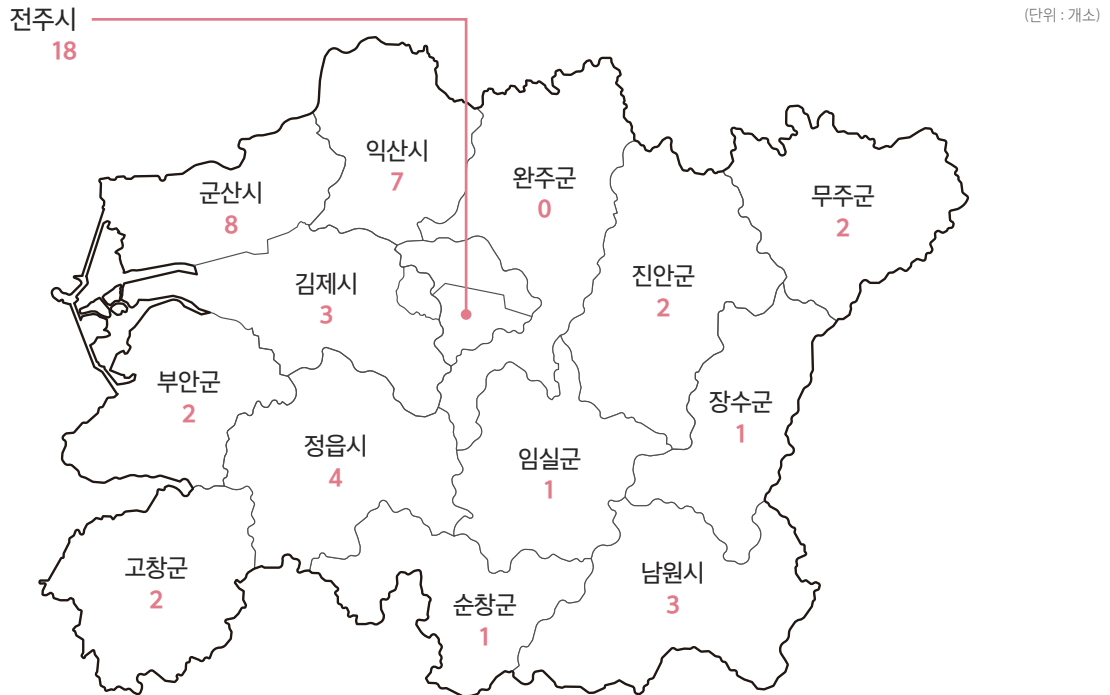 전주시
18
(단위 : 개소)
익산시
7
완주군
0
군산시
8
무주군
2
진안군
2
김제시
3
부안군
2
장수군
1
정읍시
4
임실군
1
고창군
2
남원시
3
순창군
1